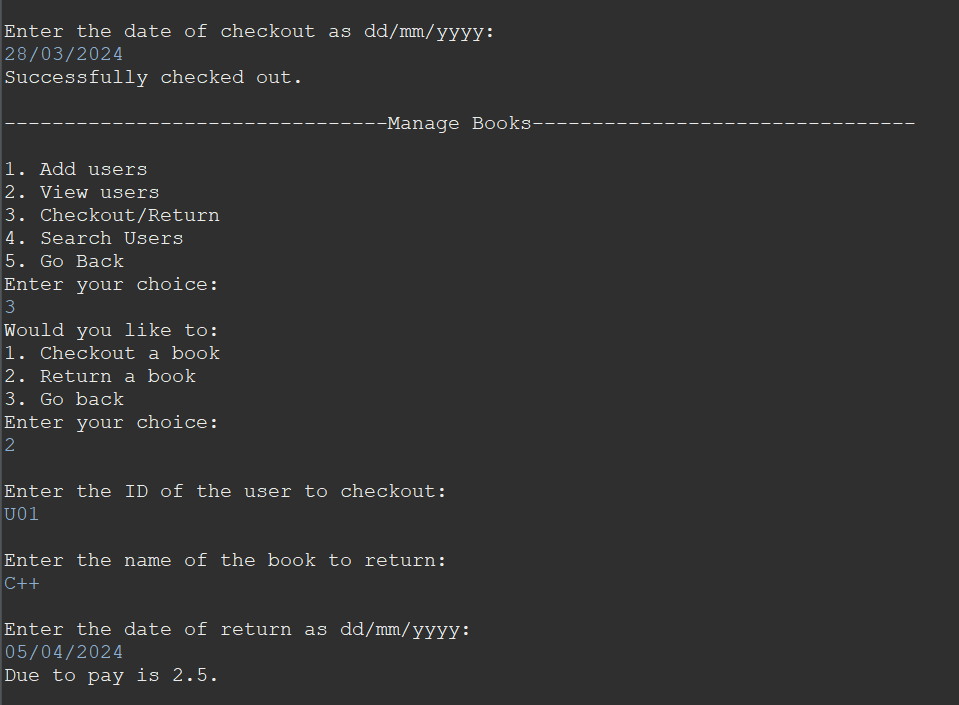 Enter the date of checkout as dd/mm/yyyy:
28/03/2024
Successfully checked out.
--------------------------------Manage Books--------------------------------
1. Add users
2. View users
3. Checkout/Return
4. Search Users
5. Go Back
Enter your choice:
3
Would you like to:
1. Checkout a book
2. Return a book
3. Go back
Enter your choice:
2
Enter the ID of the user to checkout:
U01
Enter the name of the book to return:
C++
Enter the date of return as dd/mm/yyyy:
05/04/2024
Due to pay is 2.5.